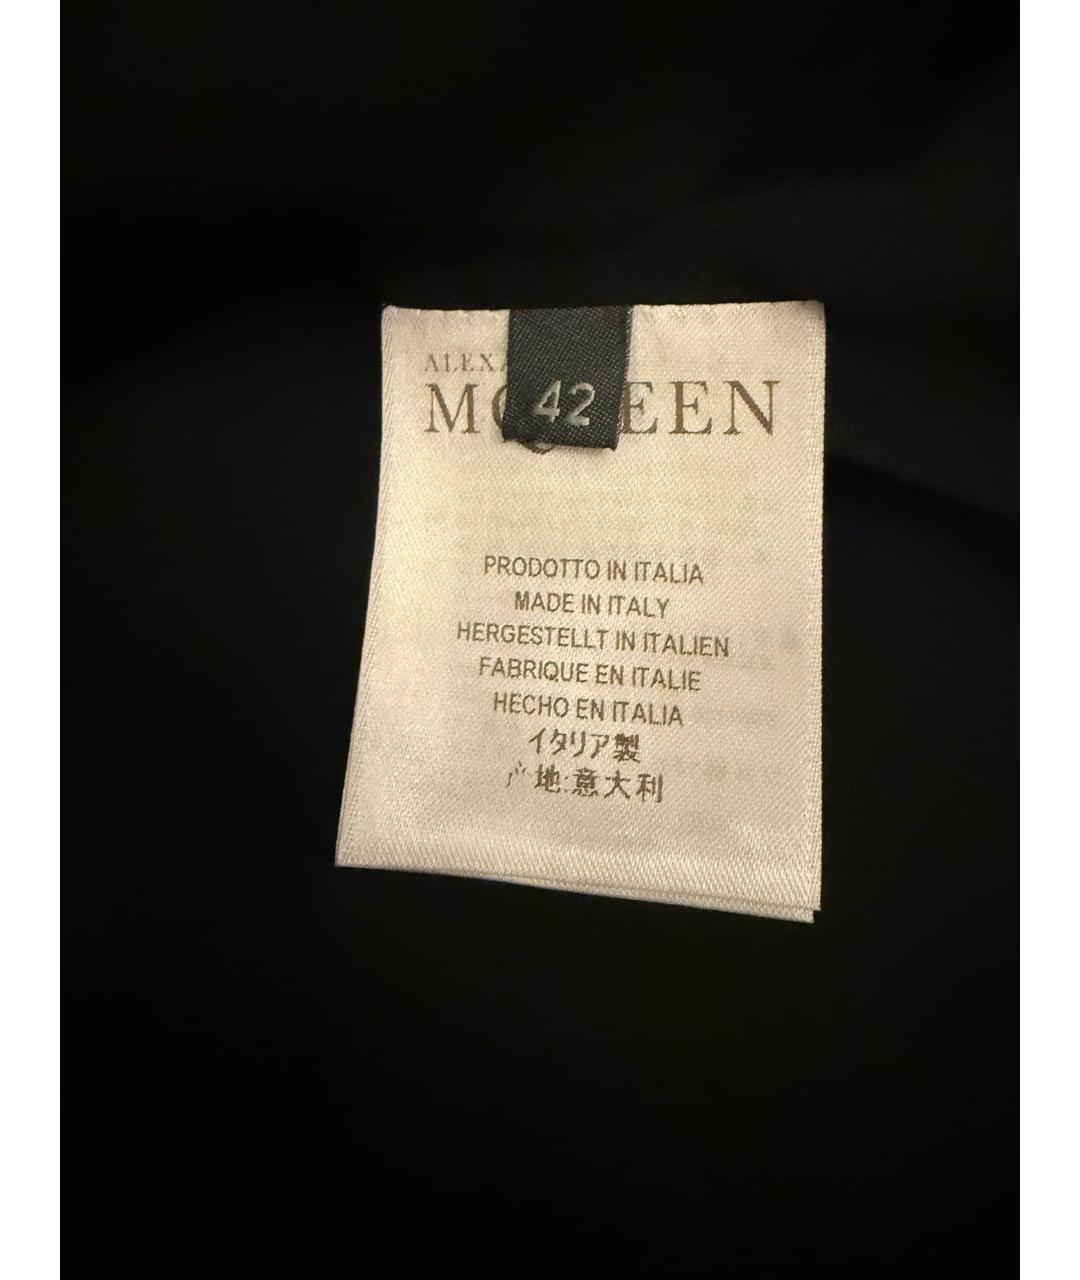 42
EEN
PRODOTTO IN ITALIA
MADE IN ITALY
HERGESTELLT IN ITALIEN
FABRIQUE EN ITALIE
HECHO EN ITALIA
イタリア製
产地:意大利